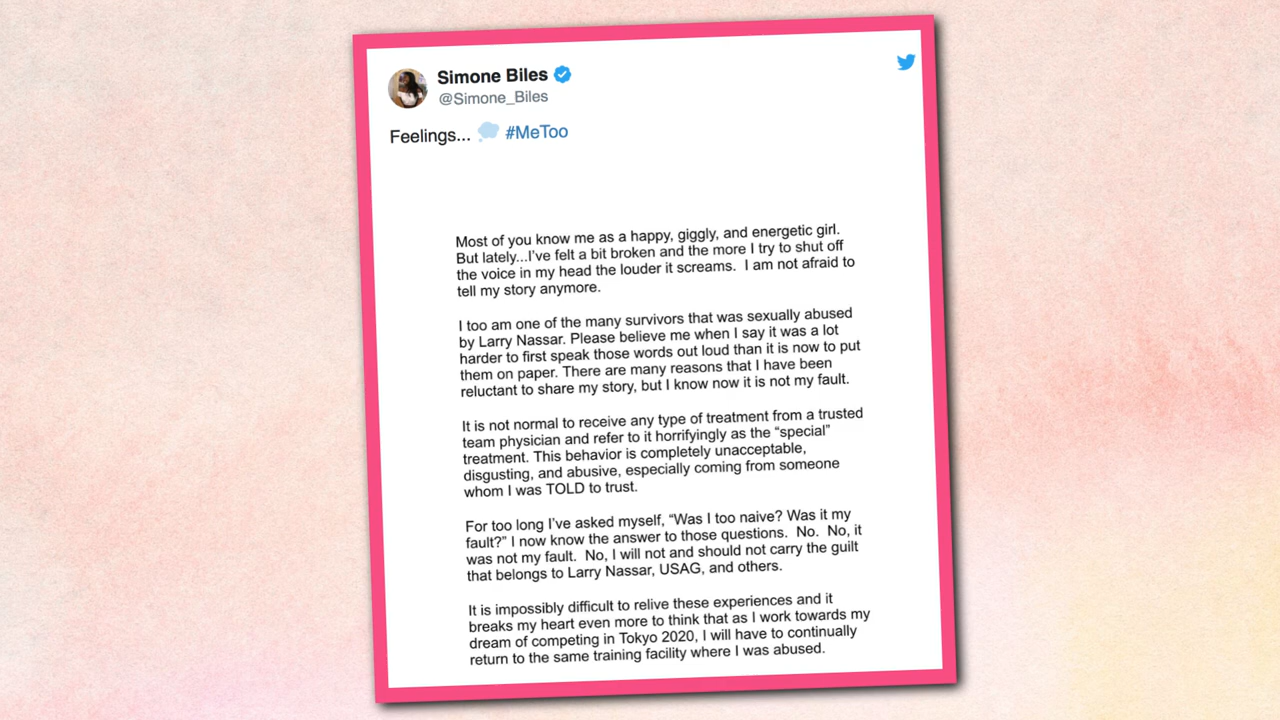 Simone Biles
@Simone_Biles
Feelings... #MeToo
Most of you know me as a happy, giggly, and energetic girl.
But lately...I've felt a bit broken and the more I try to shut off
the voice in my head the louder it screams.  I am not afraid to
tell my story anymore.
I too am one of the many survivors that was sexually abused
by Larry Nassar. Please believe me when I say it was a lot
harder to first speak those words out loud than it is now to put
them on paper. There are many reasons that I have been
reluctant to share my story, but I know now it is not my fault.
It is not normal to receive any type of treatment from a trusted
team physician and refer to it horrifyingly as the “special”
treatment. This behavior is completely unacceptable,
disgusting, and abusive, especially coming from someone
whom I was TOLD to trust.
For too long I've asked myself, “Was I too naive? Was it my
fault?” I now know the answer to those questions.  No.  No, it
was not my fault.  No, I will not and should not carry the guilt
that belongs to Larry Nassar, USAG, and others.
It is impossibly difficult to relive these experiences and it
breaks my heart even more to think that as I work towards my
dream of competing in Tokyo 2020, I will have to continually
return to the same training facility where I was abused.